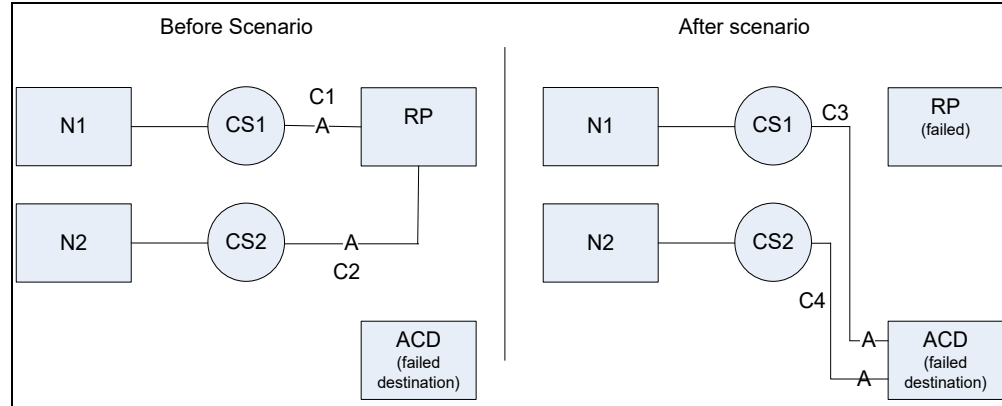 Before Scenario
After scenario
N1
CS1
C1
A
RP
N2
CS2
A
C2
ACD
(failed
destination)
N1
CS1
C3
RP
(failed)
N2
CS2
C4
A
A
ACD
(failed
destination)